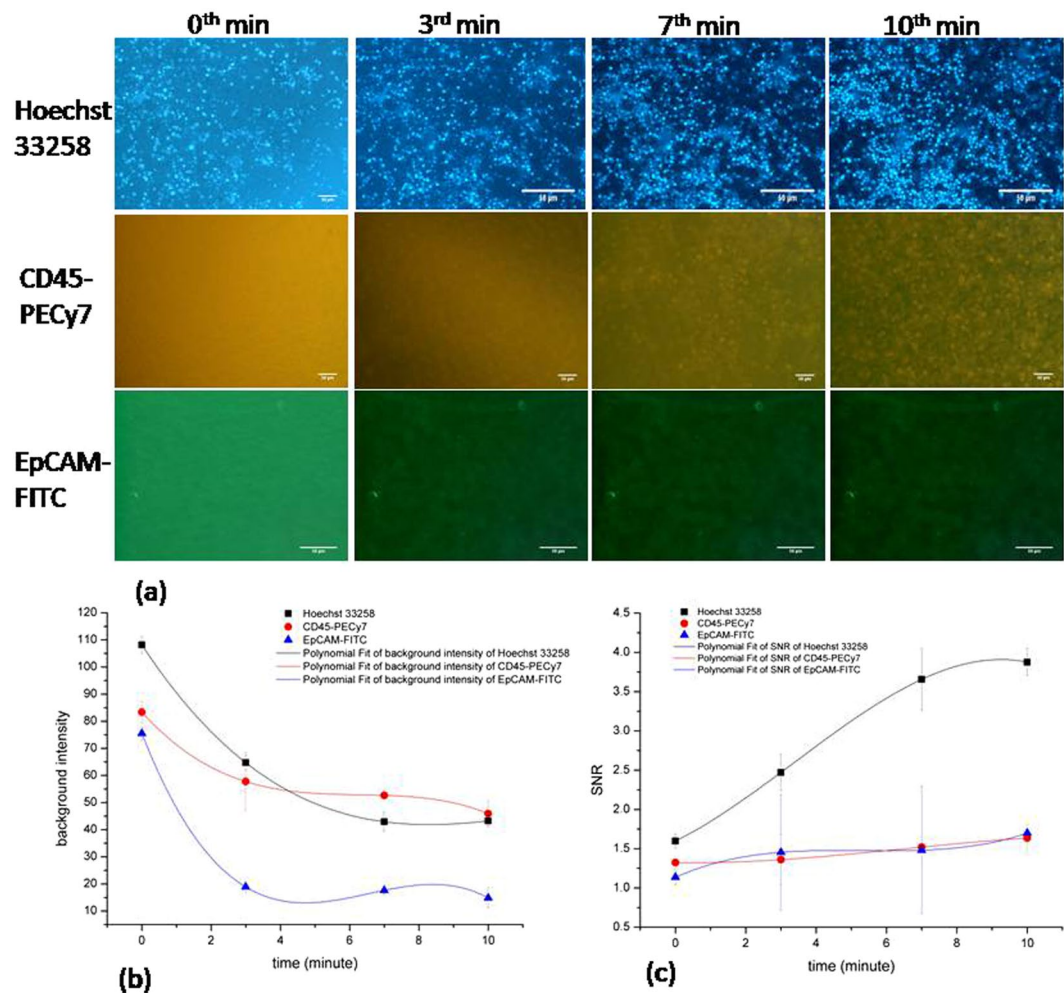 0th min 3rd min 7th min 10th min
Hoechst
33258
50 µm
50 µm
50 µm
CD45-
PECy7
EpCAM-
FITC
(a)
Hoechst 33258
CD45-PECy7
EpCAM-FITC
Polynomial Fit of background intensity of Hoechst 33258
Polynomial Fit of background intensity of CD45-PECy7
Polynomial Fit of background intensity of EpCAM-FITC
120
110
100
90
80
70
60
50
40
30
20
10
background intensity
0 2 4 6 8 10
time (minute)
(b)
Hoechst 33258
CD45-PECy7
EpCAM-FITC
Polynomial Fit of SNR of Hoechst 33258
Polynomial Fit of SNR of CD45-PECy7
Polynomial Fit of SNR of EpCAM-FITC
4.5
4.0
3.5
3.0
2.5
2.0
1.5
1.0
0.5
SNR
0 2 4 6 8 10
time (minute)
(c)